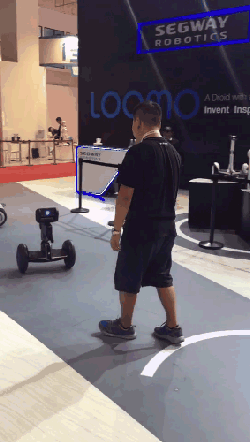 SEGWAY
ROBOTICS
LOOMO
A Droid with
Invent Insp